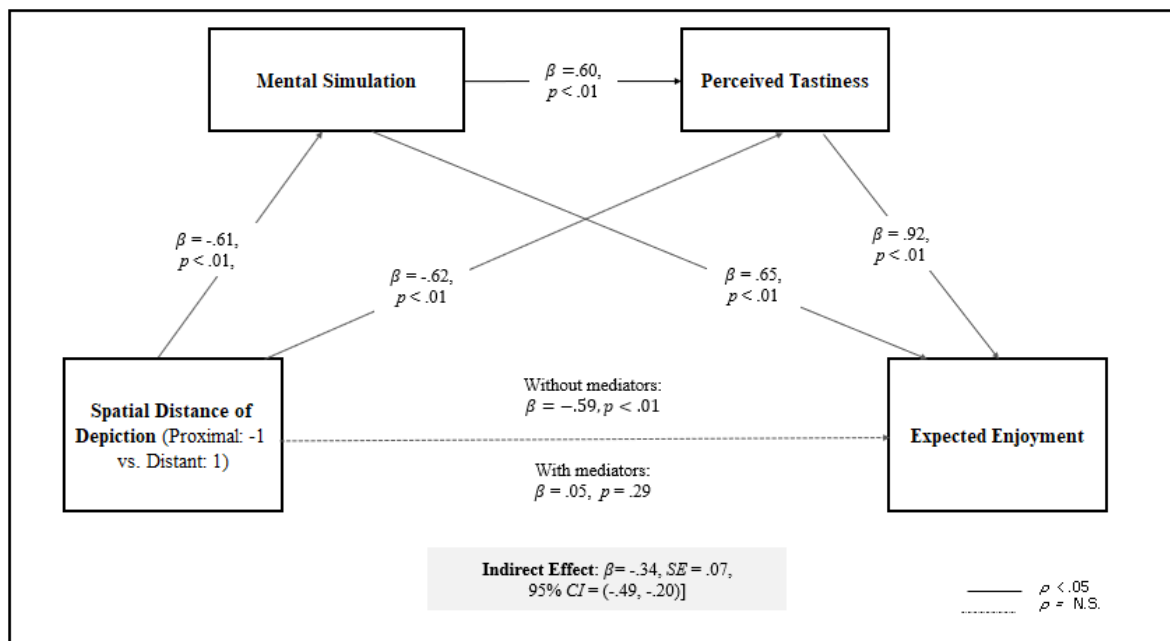 Mental Simulation
β =.60,
p < .01
Perceived Tastiness
β = -.61,
p < .01,
β = -.62,
p < .01
β = .65,
p < .01
β = .92,
p < .01
Spatial Distance of
Depiction (Proximal: -1
vs. Distant: 1)
Without mediators:
β = −.59, p < .01
With mediators:
β = .05, p = .29
Expected Enjoyment
Indirect Effect: β= -.34, SE = .07,
95% CI = (-.49, -.20)]
p <.05
p = N.S.